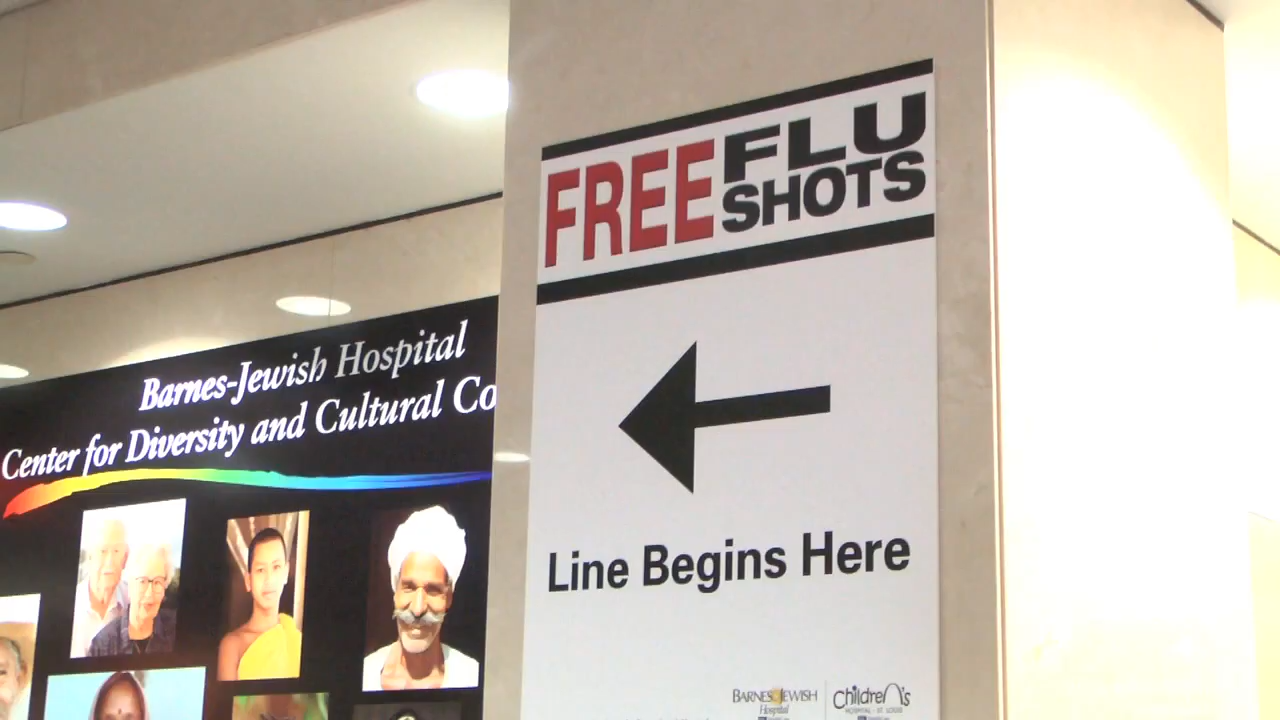 FREE FLU
SHOTS
Line Begins Here
BARNES JEWISH
Hospital
ChildreN's
HOSPITAL • ST. LOUIS
Barnes-Jewish Hospital
Center for Diversity and Cultural Co